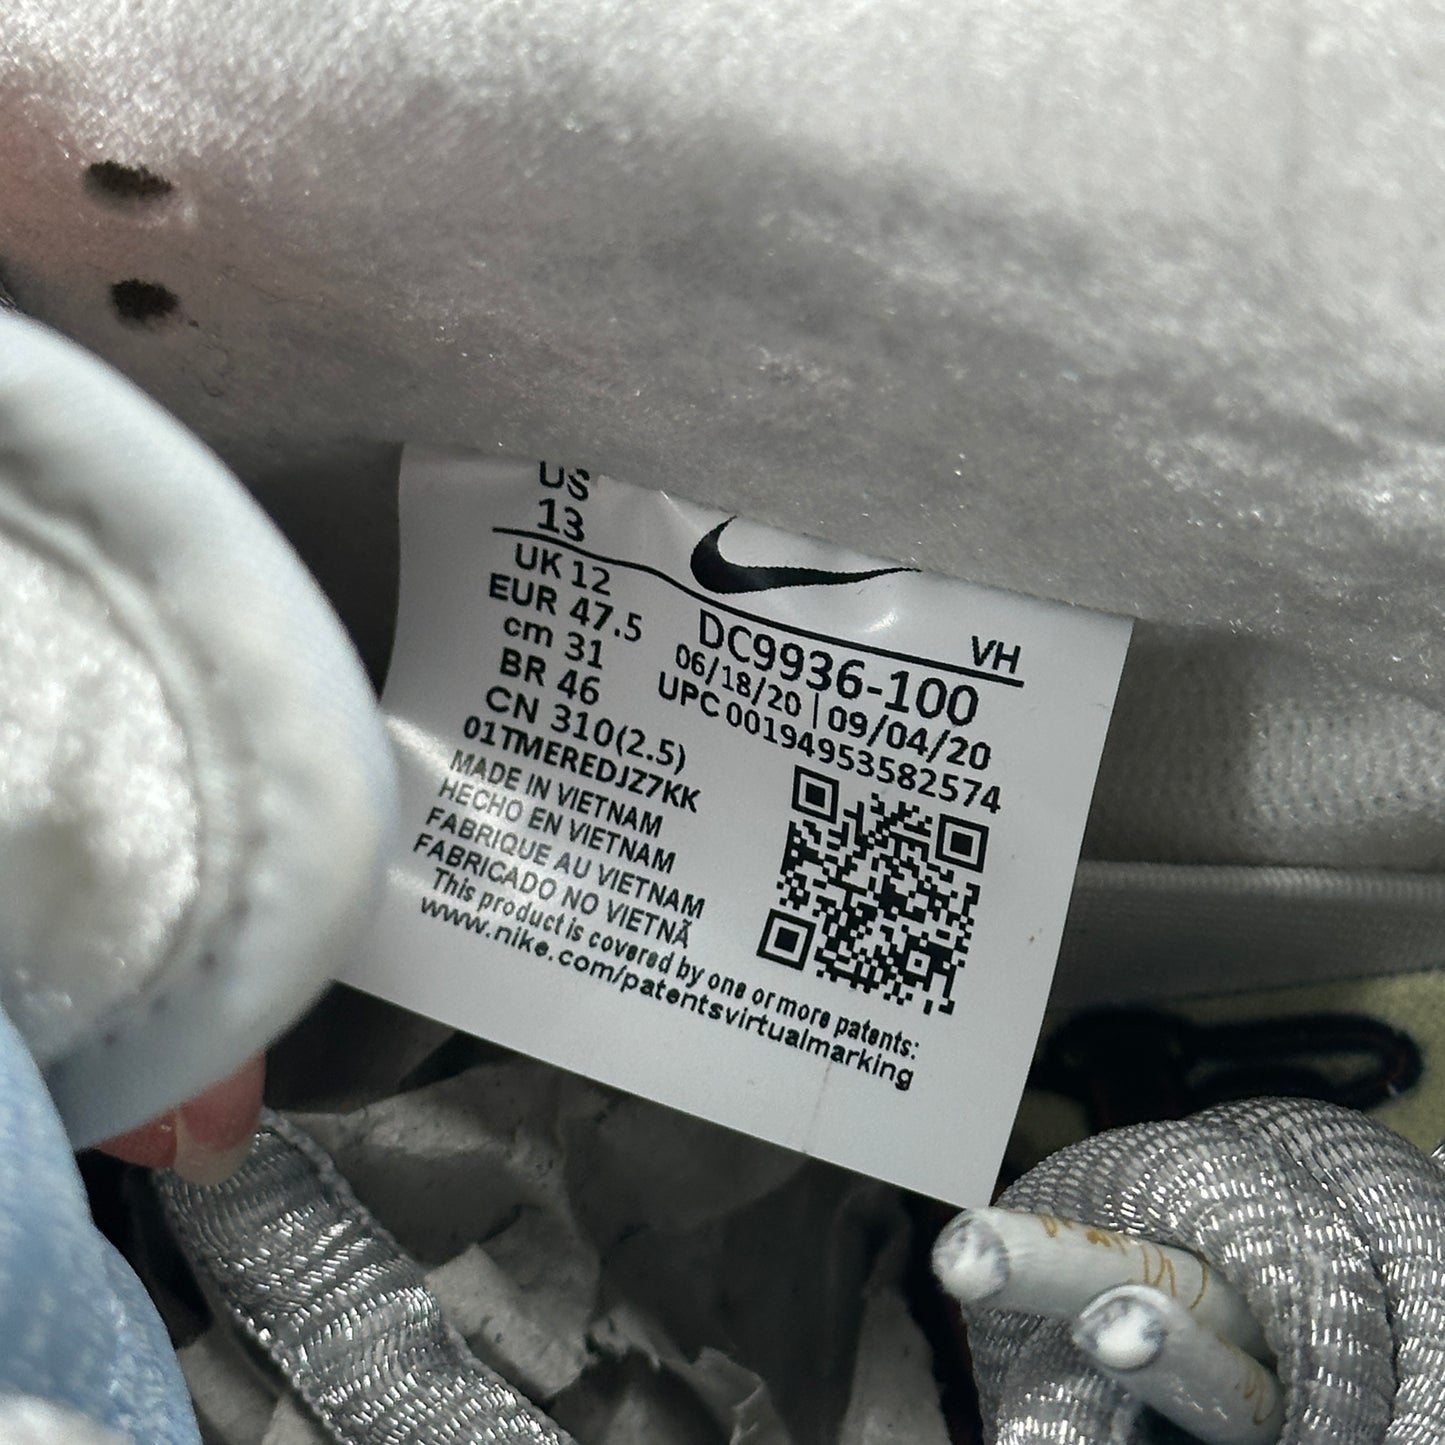 US
13
UK 12
EUR 47.5
cm 31
BR 46
CN 310(2.5)
01TMEREDJZ7KK
VH
DC9936-100
06/18/20 | 09/04/20
UPC 00194953582574
MADE IN VIETNAM
HECHO EN VIETNAM
FABRIQUE AU VIETNAM
FABRICADO NO VIETNÃ
This product is covered by one or more patents:
www.nike.com/patentsvirtualmarking